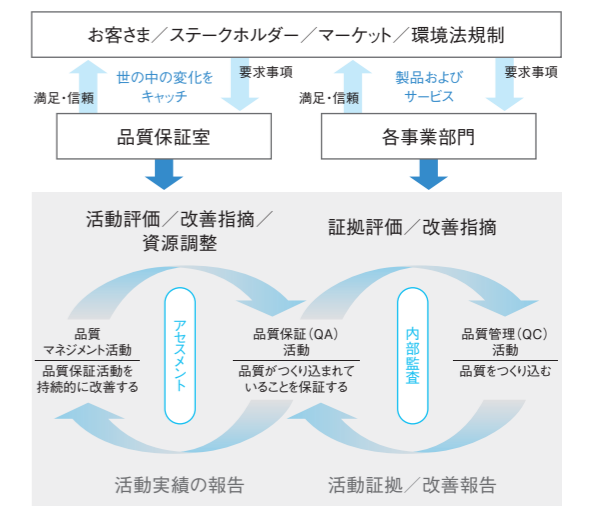 お客さま／ステークホルダー／マーケット／環境法規制
満足・信頼
世の中の変化を
キャッチ
要求事項
満足・信頼
製品および
サービス
要求事項
品質保証室
各事業部門
活動評価／改善指摘／
資源調整
証拠評価／改善指摘
品質
マネジメント活動
品質保証活動を
持続的に改善する
アセスメント
品質保証（QA）
活動
品質がつくり込まれて
いることを保証する
内部監査
品質管理（QC）
活動
品質をつくり込む
活動実績の報告
活動証拠／改善報告